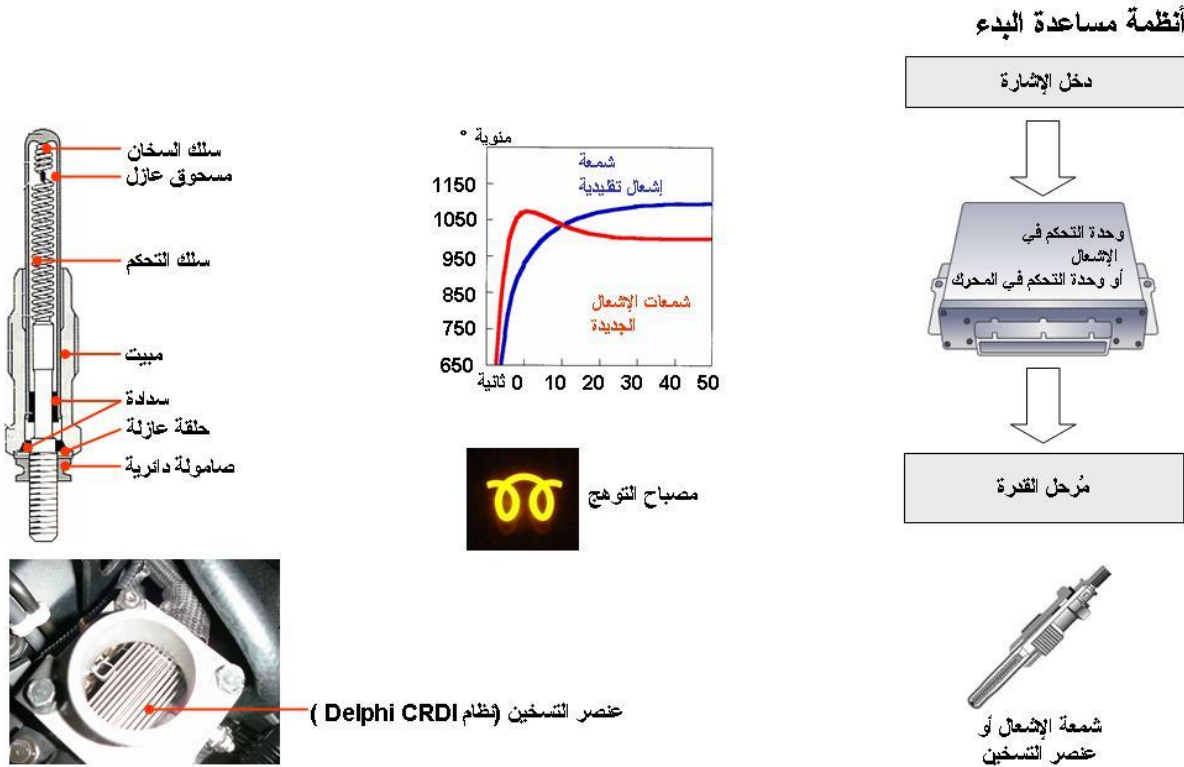 أنظمة مساعدة البدء
دخل الإشارة
وحدة التحكم في
الإشعال
أو وحدة التحكم في المحرك
مُرحل القدرة
شمعة الإشعال أو
عنصر التسخين
مئوية °
1150
1050
950
850
750
650
ثانية 0 10 20 30 40 50
شمعة
إشعال تقليدية
شمعات الإشعال
الجديدة
مصباح التوهج
سلك السخان
مسحوق عازل
سلك التحكم
مبيت
سدادة
حلقة عازلة
صامولة دائرية
عنصر التسخين (نظام Delphi CRDI )